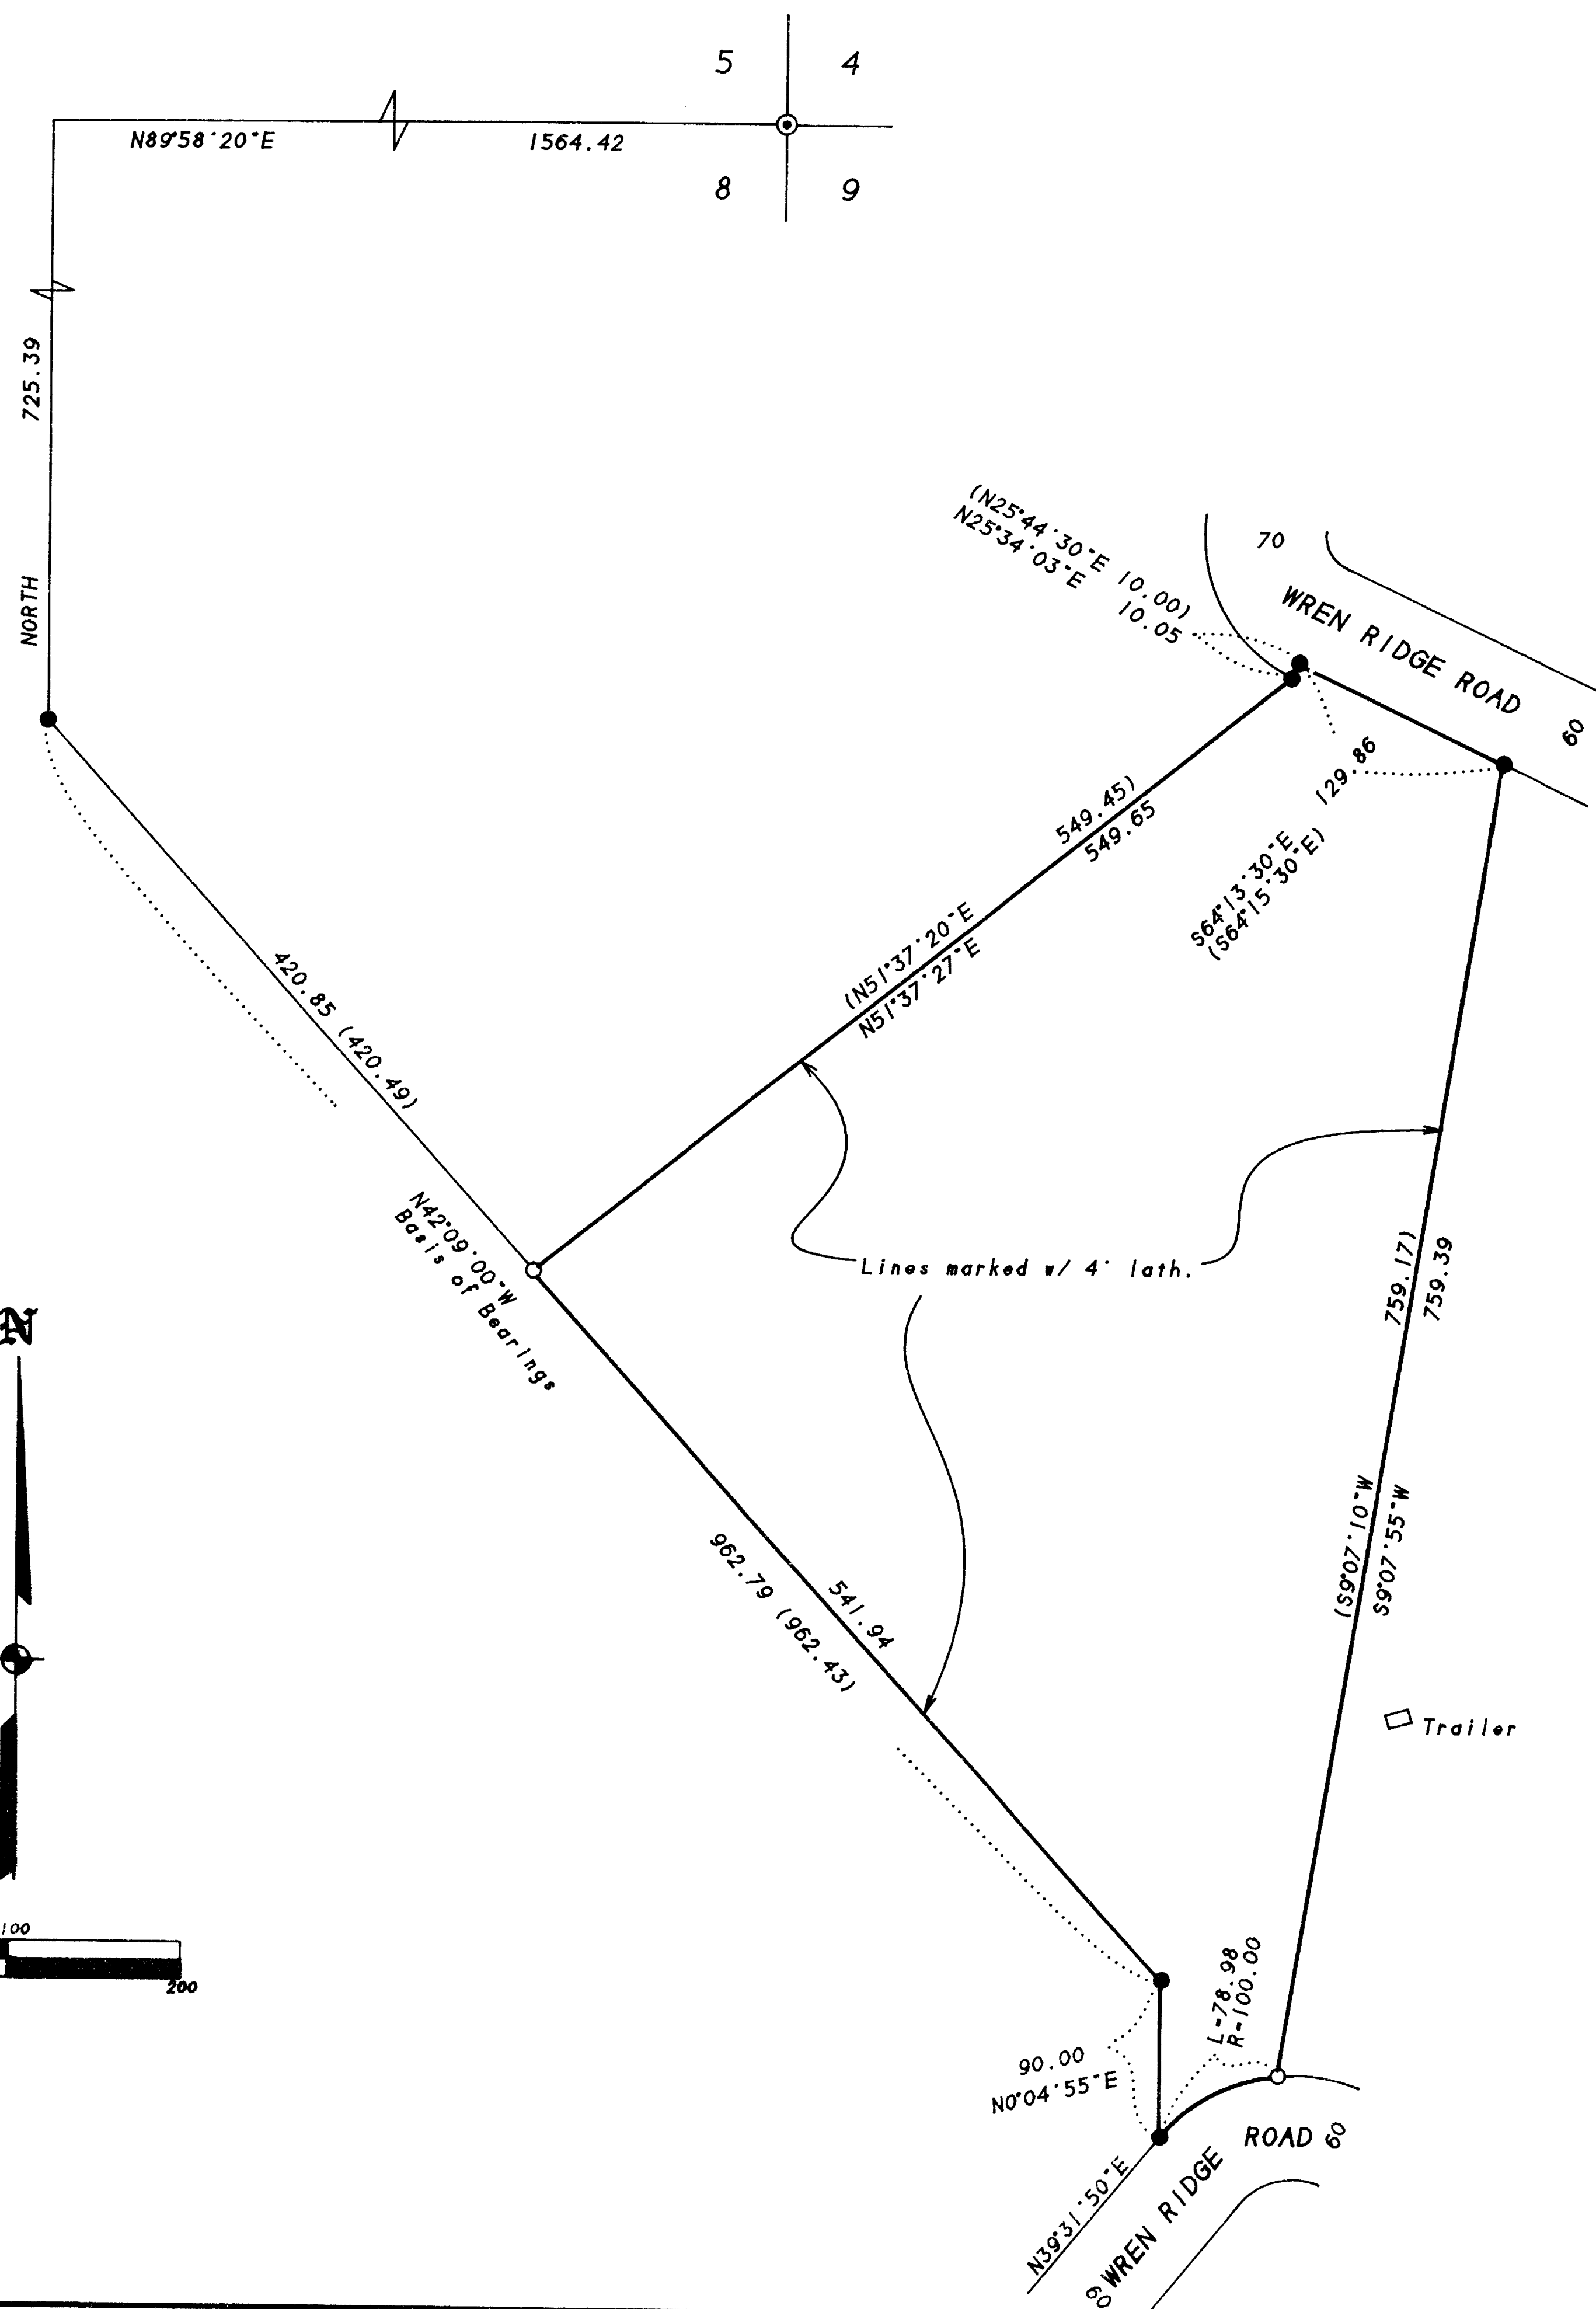 5 4
8 9
N89°58'20"E 1564.42
725.39
NORTH
(N25°44'30"E 10.00)
N25°34'03"E 10.05
70
WREN RIDGE ROAD
60
549.45)
549.65
129.86
S64°13'30"E
(S64°15'30"E)
(N51°37'20"E
N51°37'27"E
420.85 (420.49)
N42°09'00"W
Basis of Bearings
Lines marked w/ 4' lath.
759.17)
759.39
N
(S9°07'10"W
S9°07'55"W
541.94
962.79 (962.43)
Trailer
100
200
L=78.98
R=100.00
90.00
N0°04'55"E
N39°31'50"E
WREN RIDGE ROAD 60
60